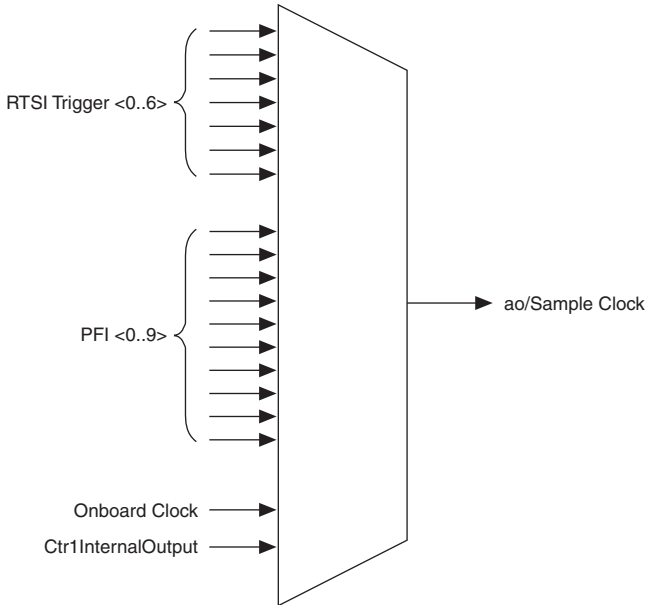 RTSI Trigger <0..6>
PFI <0..9>
ao/Sample Clock
Onboard Clock
Ctr1InternalOutput